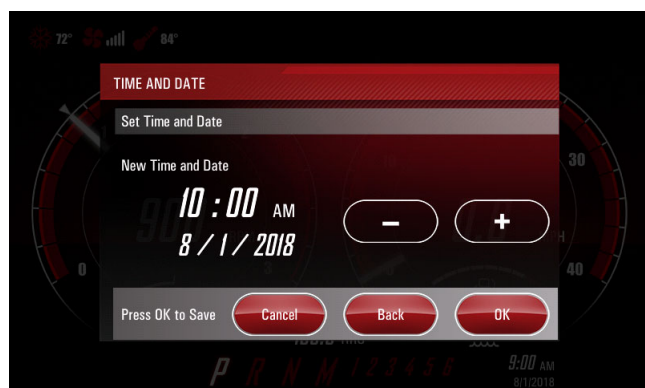 72° 84°
TIME AND DATE
Set Time and Date
New Time and Date
10 : 00 AM
8 / 1 / 2018
− +
30
0
40
Press OK to Save Cancel Back OK
P R N M 1 2 3 4 5 6
9:00 AM
8/1/2018